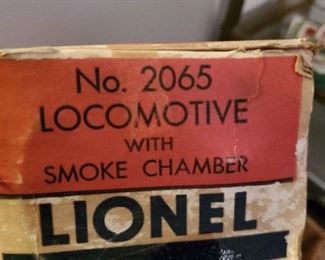 No. 2065
LOCOMOTIVE
WITH
SMOKE CHAMBER
LIONEL